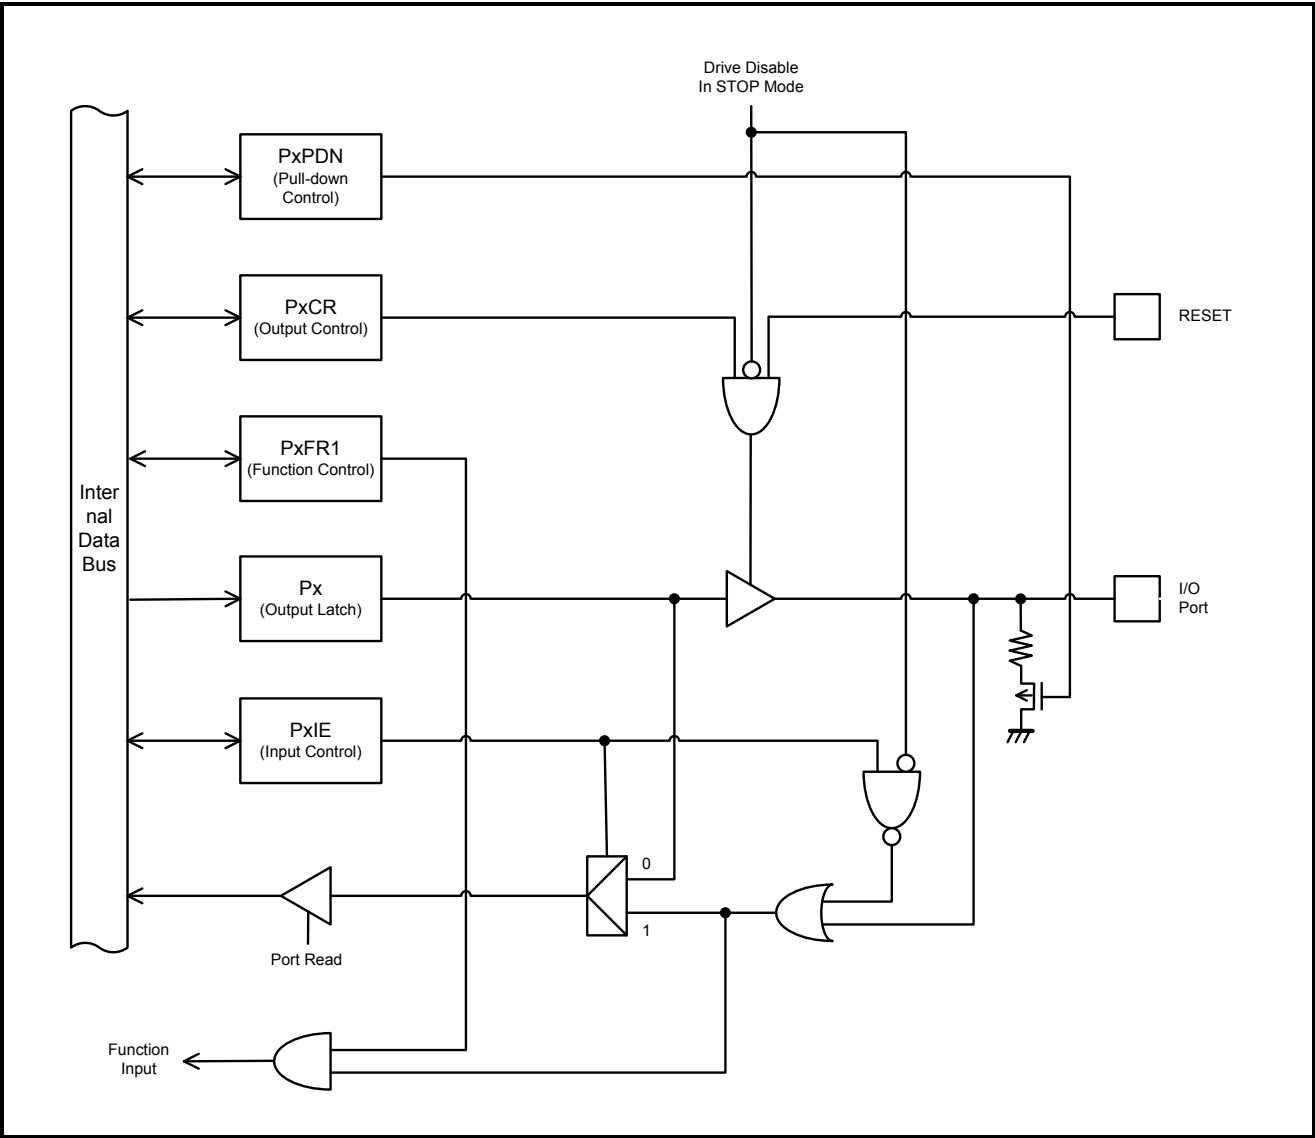 Drive Disable
In STOP Mode
PxPDN
(Pull-down
Control)
PxCR
(Output Control)
RESET
PxFR1
(Function Control)
Inter
nal
Data
Bus
Px
(Output Latch)
I/O
Port
PxIE
(Input Control)
0
1
Port Read
Function
Input